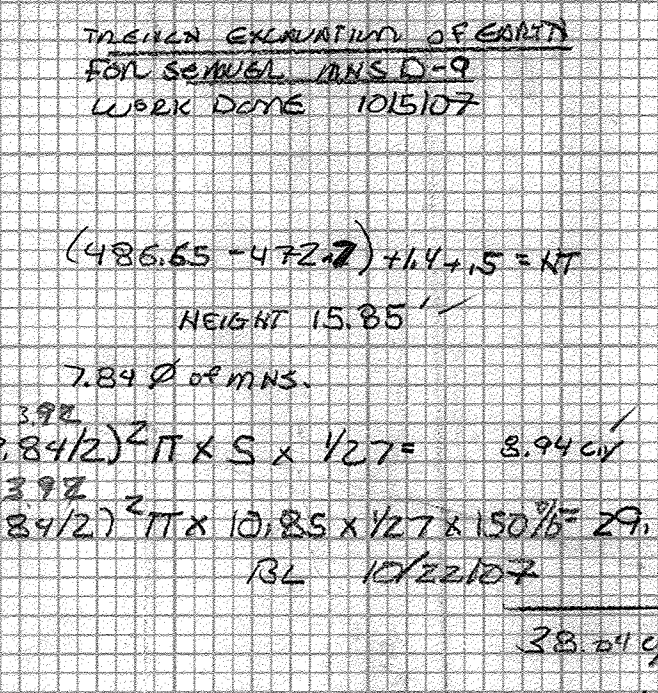 TRENCH EXCAVATION OF EARTH
FOR SEWER MHS D-9
WORK DONE 10/5/07
(486.65 - 472.7) + 1.4 + .5 = HT
HEIGHT 15.85' ✓
7.84 Ø OF MHS.
3.92
.84/2)² π x 5 x 1/27 = 8.94 cy
3.92
84/2)² π x 10.85 x 1/27 x 150% = 29.
BL 10/22/07
38.04 c